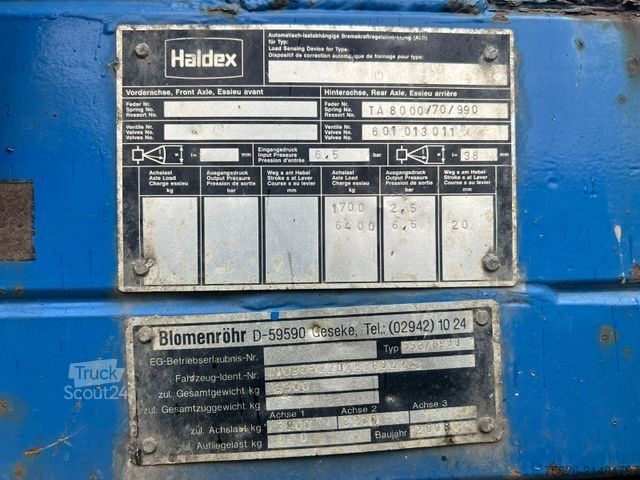 Haldex
Automatisch-lastabhängige Bremskraftregeleinrichtung (ALB)
für Typ:
Load Sensing Device for Type:
Dispositif de correction automatique de freinage pour type:
Vorderachse, Front Axle, Essieu avant Hinterachse, Rear Axle, Essieu arrière
Feder Nr.
Spring No.
Ressort No. Feder Nr.
Spring No.
Ressort No. TA 8000/70/990
Ventile Nr.
Valves No.
Valves No. Ventile Nr.
Valves No.
Valves No. 601 013 011
l= mm Eingangsdruck
Input Pressure
Pression d'entrée 6,5 bar l= 38 mm
Achslast
Axle Load
Charge essieu
kg Ausgangsdruck
Output Pressure
Pression de sortie
bar Weg s am Hebel
Stroke s at Lever
Course s au levier
mm Achslast
Axle Load
Charge essieu
kg Ausgangsdruck
Output Pressure
Pression de sortie
bar Weg s am Hebel
Stroke s at Lever
Course s au levier
mm
1700 2,5
6400 6,5 20
Blomenröhr D-59590 Geseke, Tel.: (02942) 10 24
EG-Betriebserlaubnis-Nr. Typ
Fahrzeug-Ident.-Nr.
zul. Gesamtgewicht kg
zul. Gesamtzuggewicht kg
Achse 1 Achse 2 Achse 3
zul. Achslast kg 3200
zul. Aufliegelast kg Baujahr
Truck
Scout24